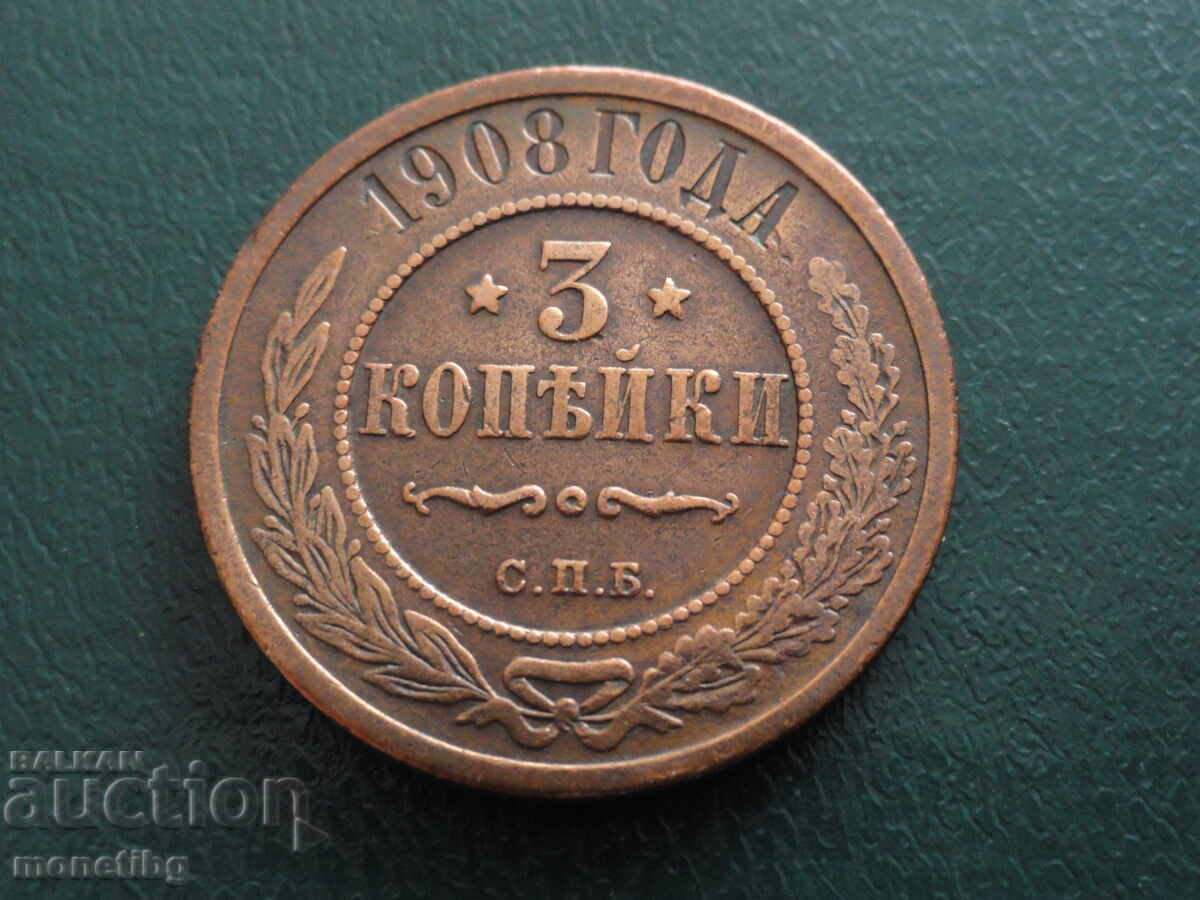 1908 ГОДА
3
КОПѢЙКИ
С.П.Б.
BALKAN
auction
monetibg